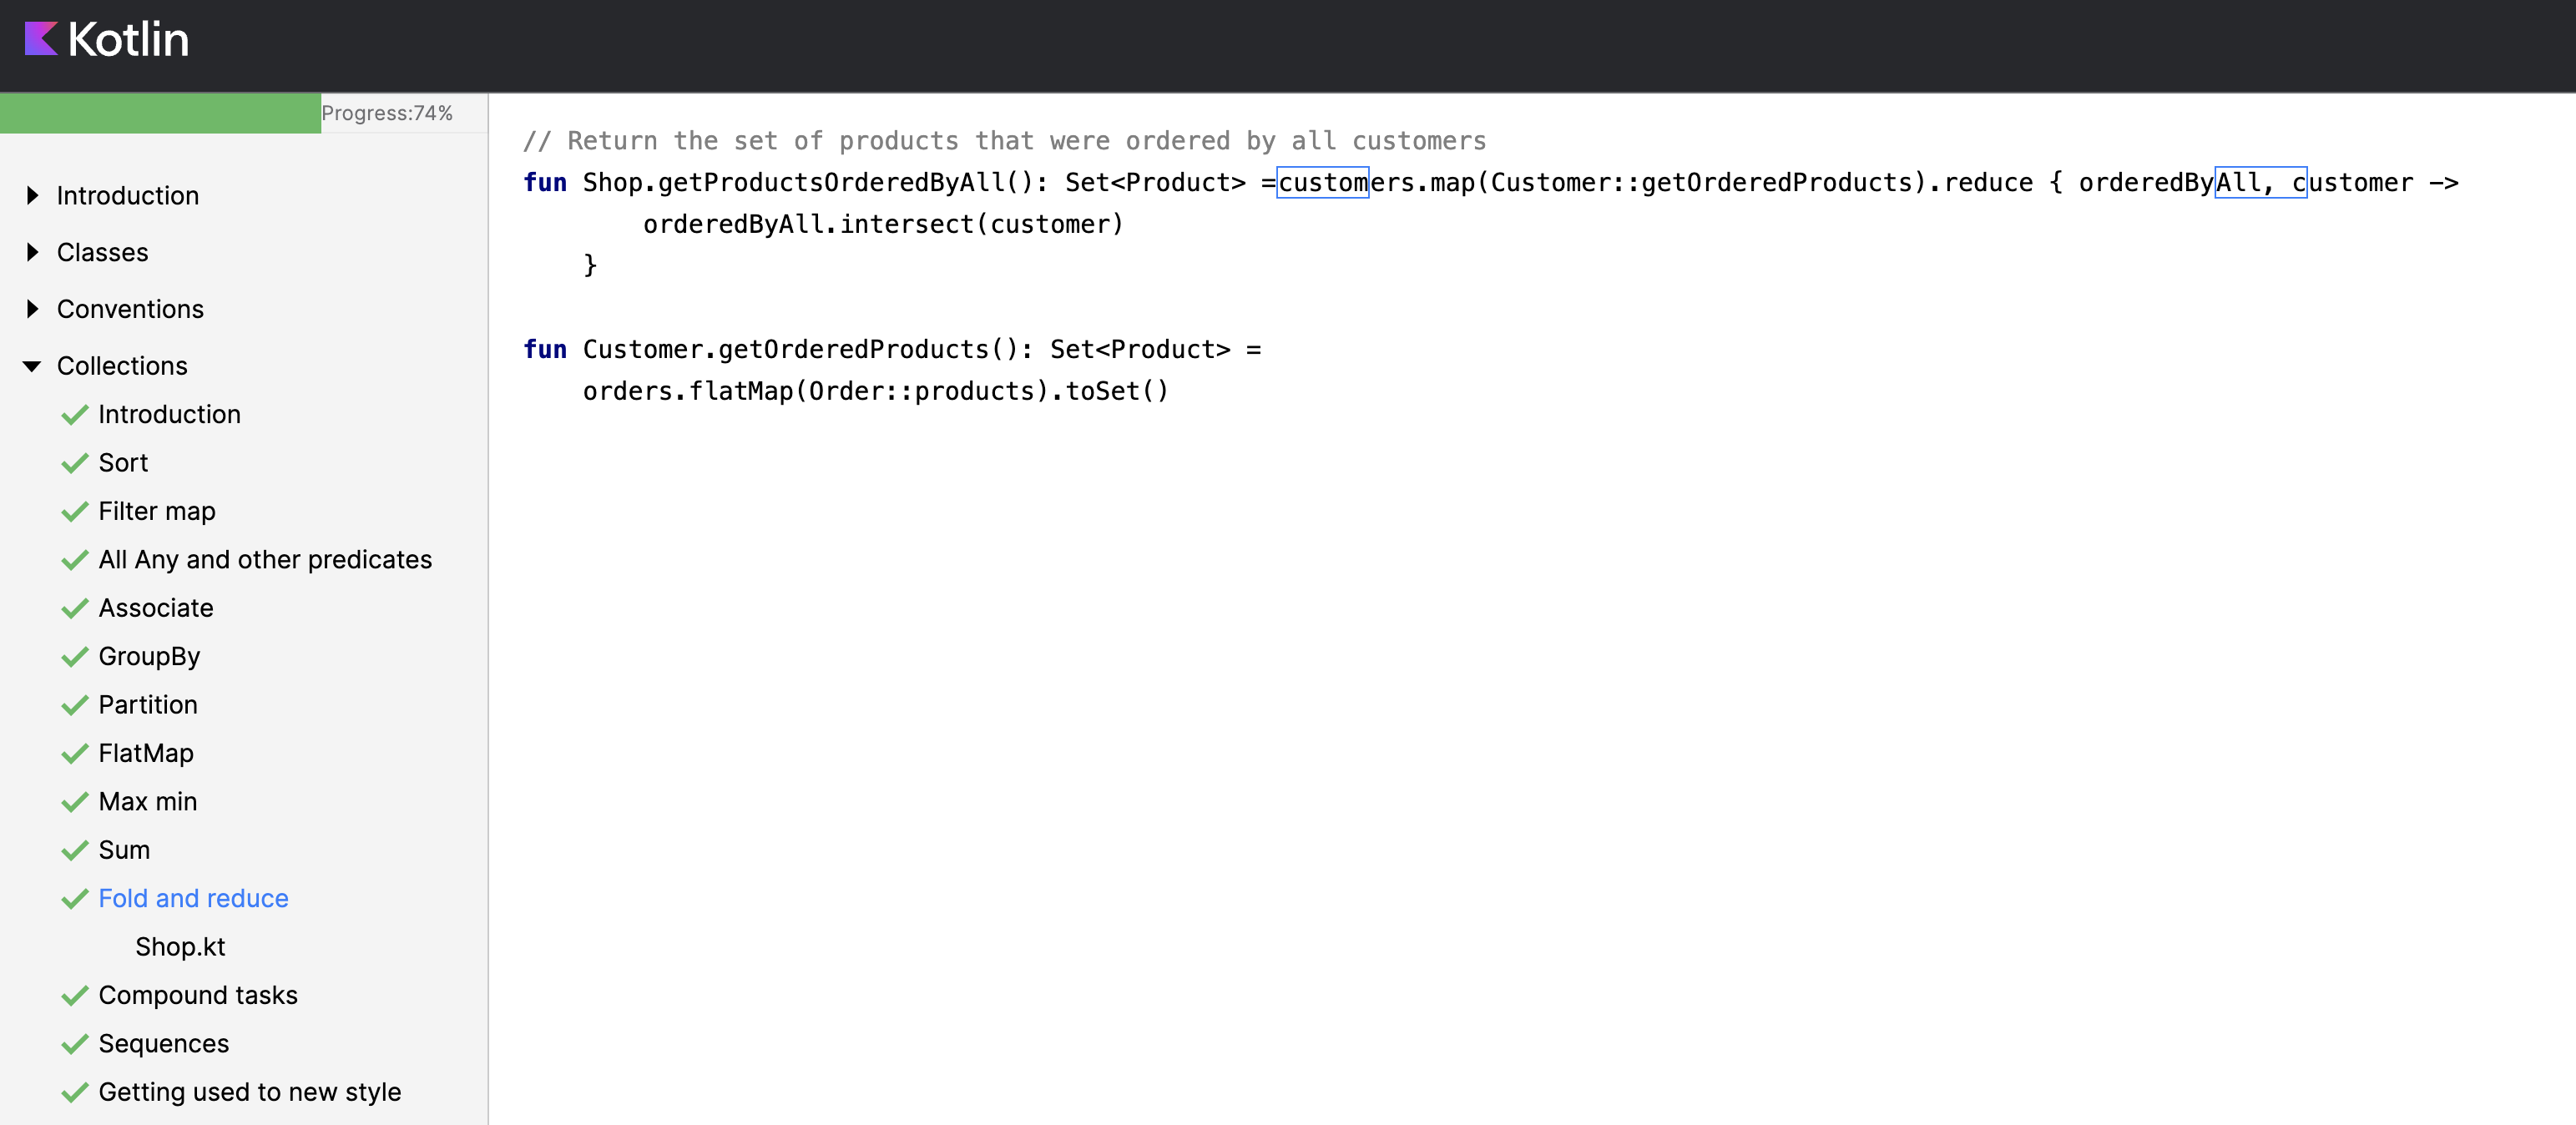 Kotlin
Progress:74%
Introduction
Classes
Conventions
Collections
Introduction
Sort
Filter map
All Any and other predicates
Associate
GroupBy
Partition
FlatMap
Max min
Sum
Fold and reduce
Shop.kt
Compound tasks
Sequences
Getting used to new style
// Return the set of products that were ordered by all customers
fun Shop.getProductsOrderedByAll(): Set<Product> =customers.map(Customer::getOrderedProducts).reduce { orderedByAll, customer ->
        orderedByAll.intersect(customer)
    }
fun Customer.getOrderedProducts(): Set<Product> =
    orders.flatMap(Order::products).toSet()